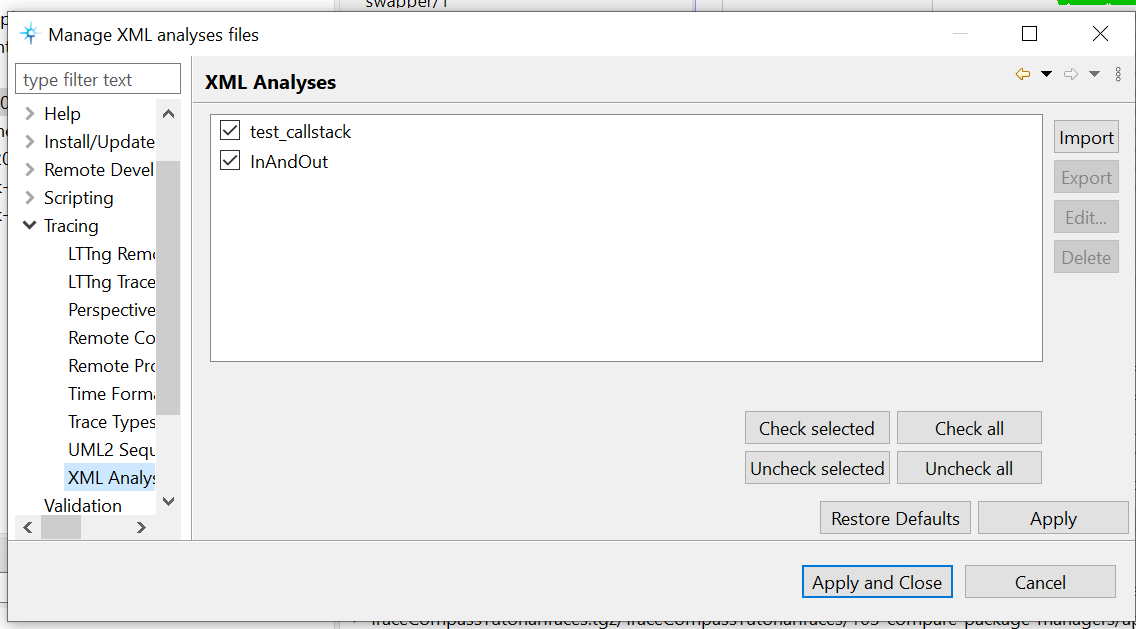 swapper/1
Manage XML analyses files
type filter text
XML Analyses
Help
Install/Update
Remote Devel
Scripting
Tracing
LTTng Remo
LTTng Trace
Perspective
Remote Co
Remote Pro
Time Forma
Trace Types
UML2 Sequ
XML Analys
Validation
test_callstack
InAndOut
Import
Export
Edit...
Delete
Check selected
Check all
Uncheck selected
Uncheck all
Restore Defaults
Apply
Apply and Close
Cancel